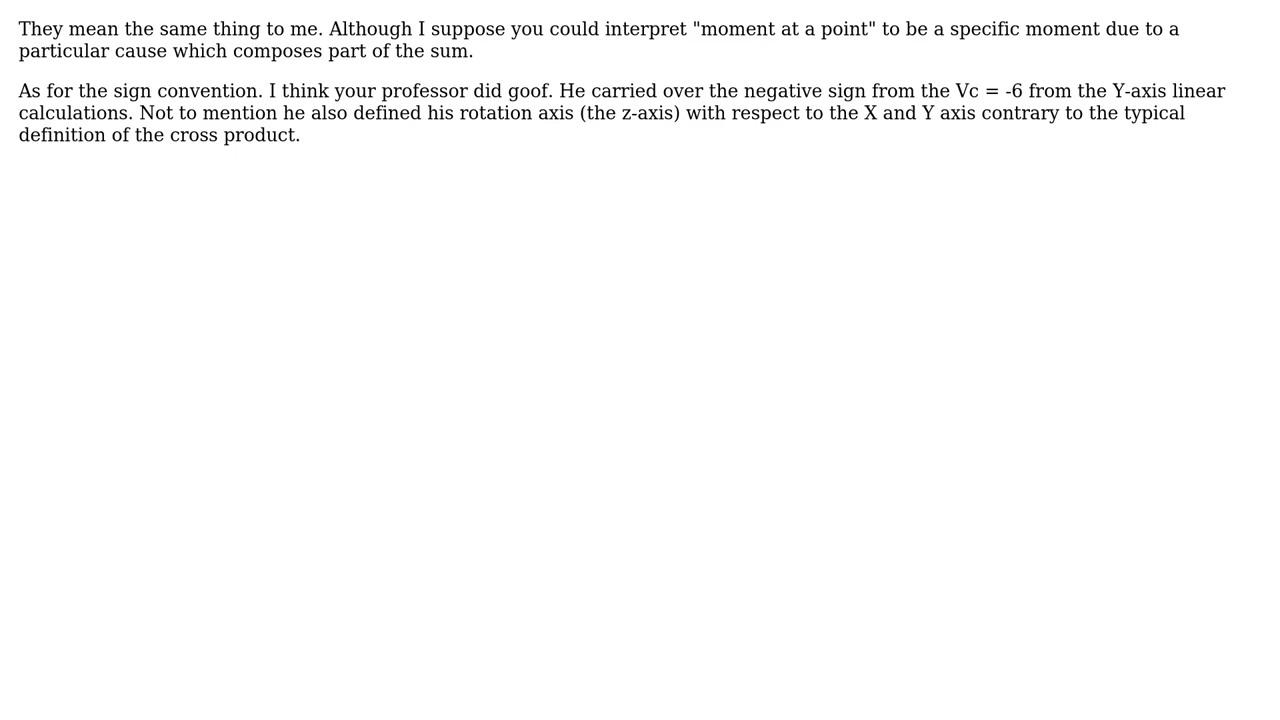 They mean the same thing to me. Although I suppose you could interpret "moment at a point" to be a specific moment due to a
particular cause which composes part of the sum.
As for the sign convention. I think your professor did goof. He carried over the negative sign from the Vc = -6 from the Y-axis linear
calculations. Not to mention he also defined his rotation axis (the z-axis) with respect to the X and Y axis contrary to the typical
definition of the cross product.